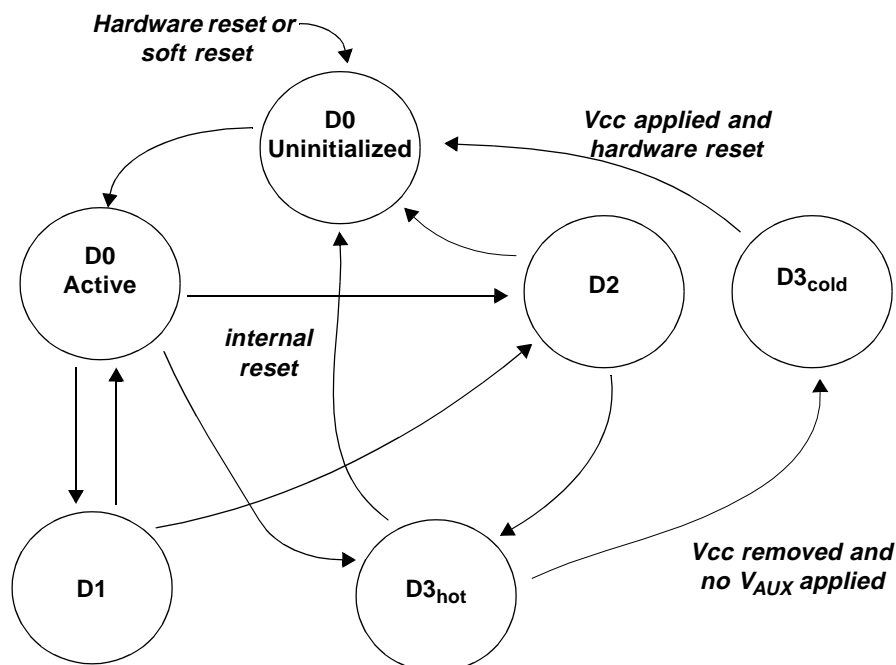 Hardware reset or
soft reset
D0
Uninitialized
Vcc applied and
hardware reset
D0
Active
D2
D3cold
internal
reset
D1
D3hot
Vcc removed and
no VAUX applied